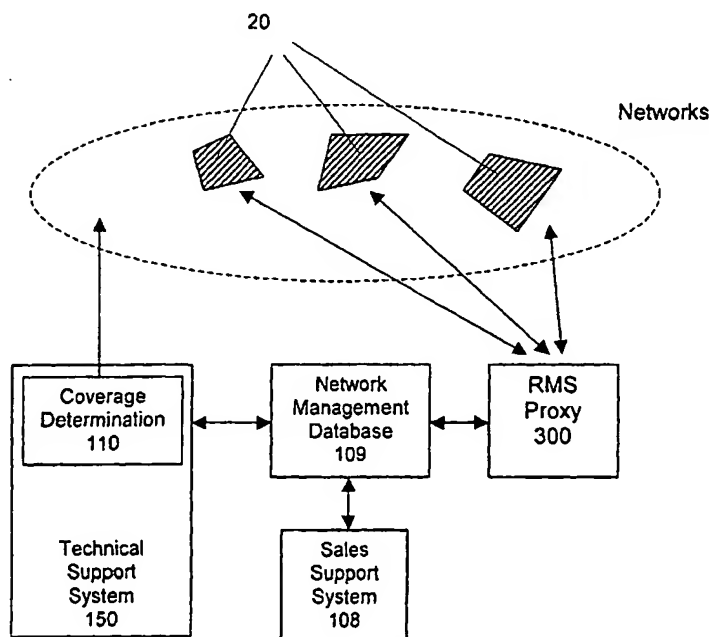 20
Networks
Coverage
Determination
110
Technical
Support
System
150
Network
Management
Database
109
Sales
Support
System
108
RMS
Proxy
300